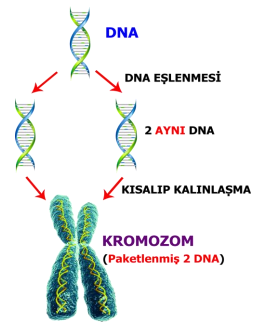 DNA
DNA EŞLENMESİ
2 AYNI DNA
KISALIP KALINLAŞMA
KROMOZOM
(Paketlenmiş 2 DNA)